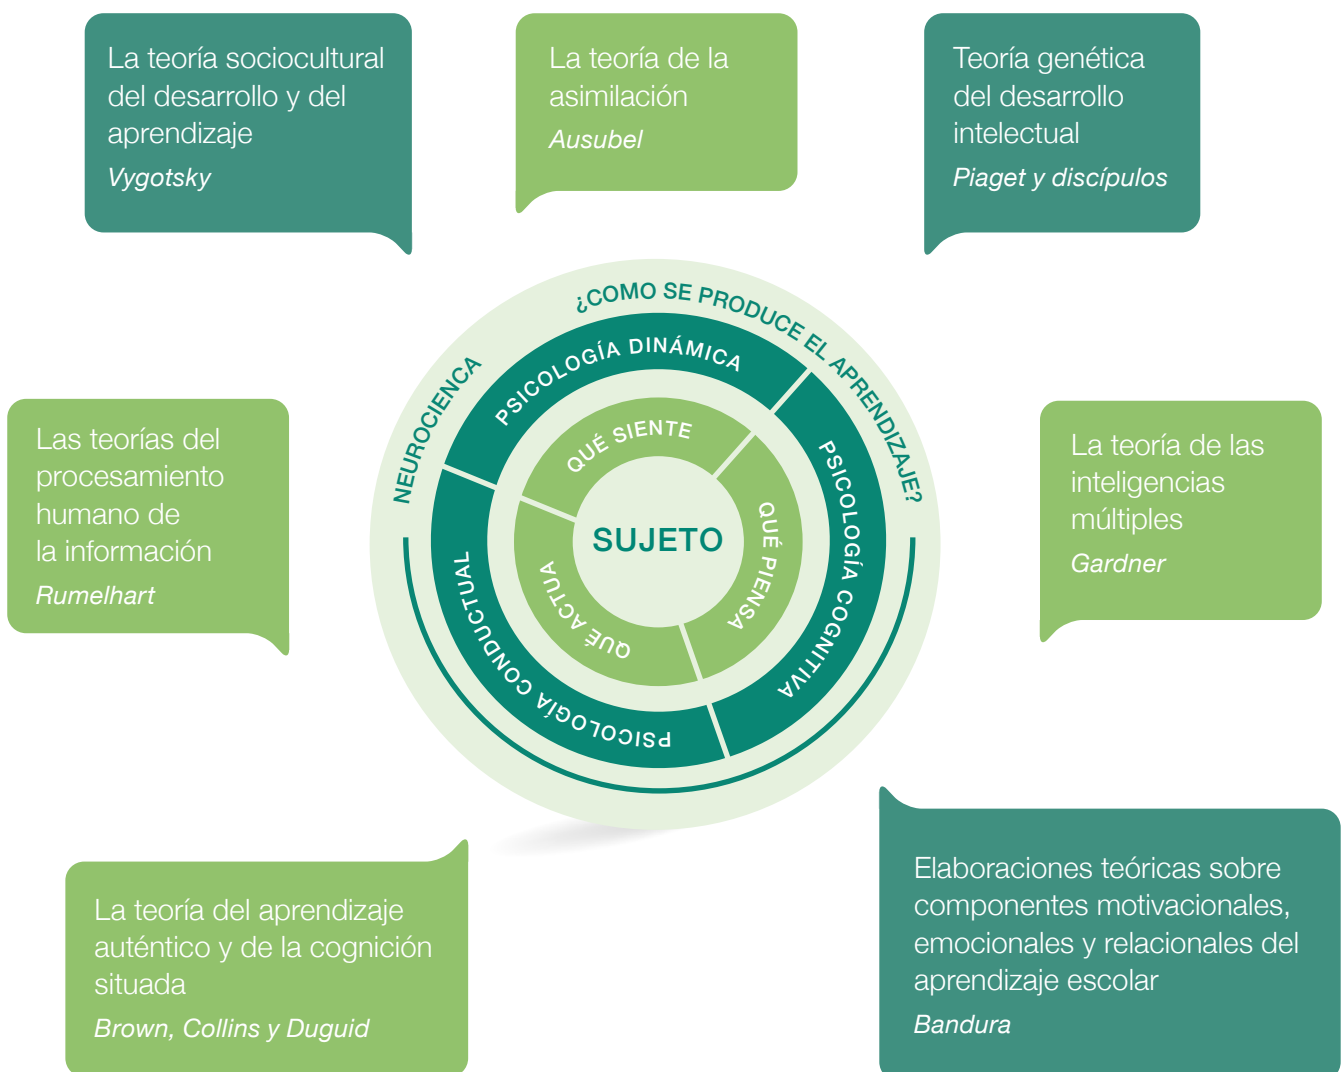 La teoría sociocultural
del desarrollo y del
aprendizaje
Vygotsky
La teoría de la
asimilación
Ausubel
Teoría genética
del desarrollo
intelectual
Piaget y discípulos
Las teorías del
procesamiento
humano de
la información
Rumelhart
NEUROCIENCA
¿COMO SE PRODUCE EL APRENDIZAJE?
PSICOLOGÍA DINÁMICA
PSICOLOGÍA COGNITIVA
PSICOLOGÍA CONDUCTUAL
QUÉ SIENTE
QUÉ PIENSA
QUÉ ACTUA
SUJETO
La teoría de las
inteligencias
múltiples
Gardner
La teoría del aprendizaje
auténtico y de la cognición
situada
Brown, Collins y Duguid
Elaboraciones teóricas sobre
componentes motivacionales,
emocionales y relacionales del
aprendizaje escolar
Bandura